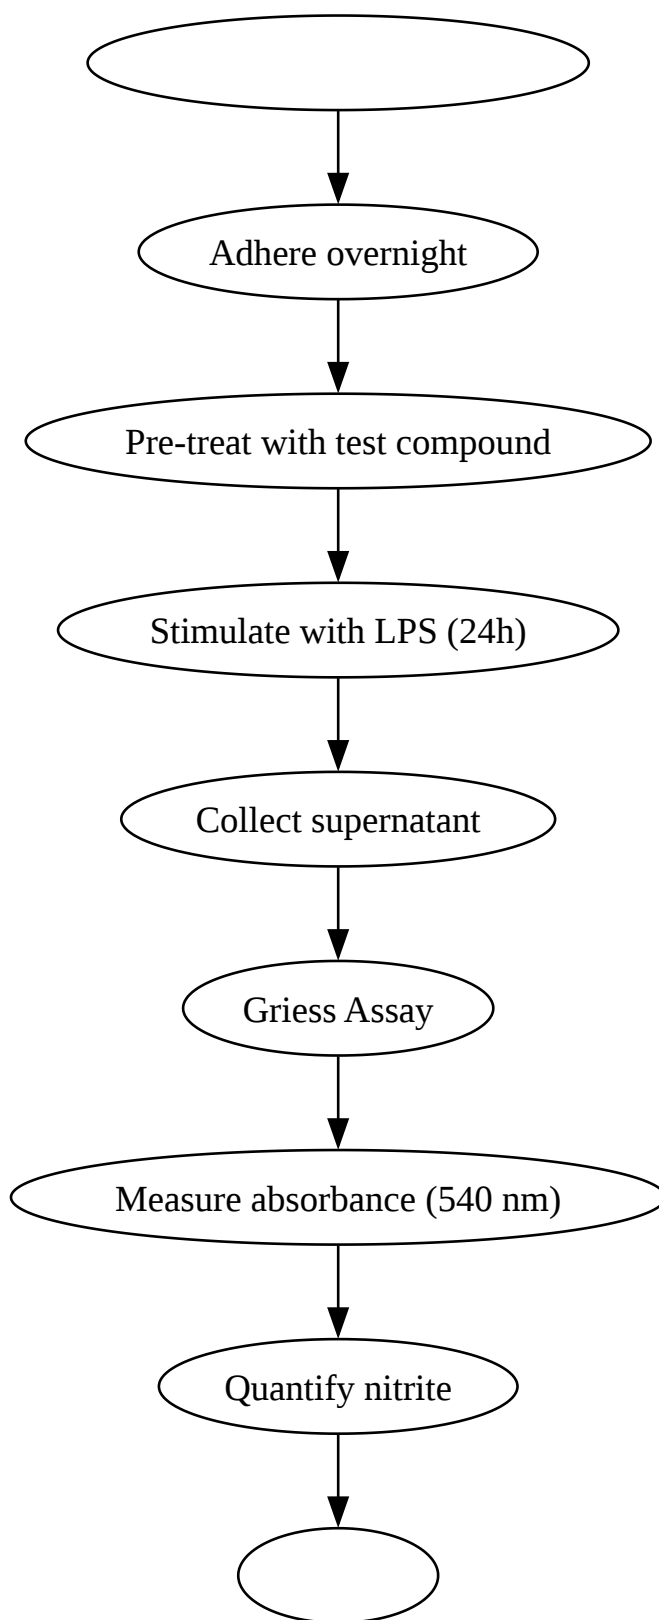 Adhere overnight
Pre-treat with test compound
Stimulate with LPS (24h)
Collect supernatant
Griess Assay
Measure absorbance (540 nm)
Quantify nitrite